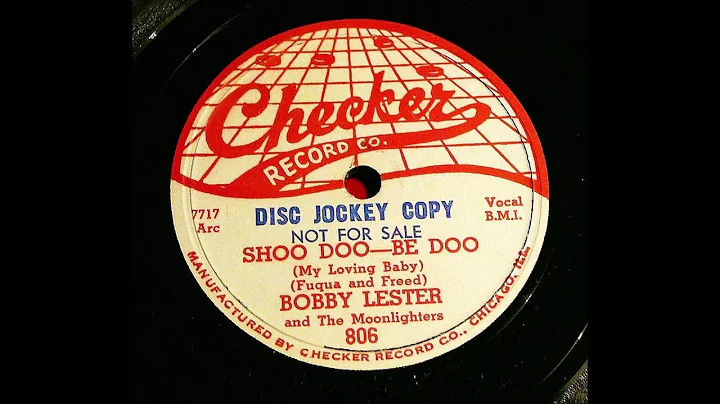 Checker
RECORD CO.
DISC JOCKEY COPY
NOT FOR SALE
7717
Arc
Vocal
B.M.I.
SHOO DOO—BE DOO
(My Loving Baby)
(Fuqua and Freed)
BOBBY LESTER
and The Moonlighters
806
MANUFACTURED BY CHECKER RECORD CO., CHICAGO, ILL.